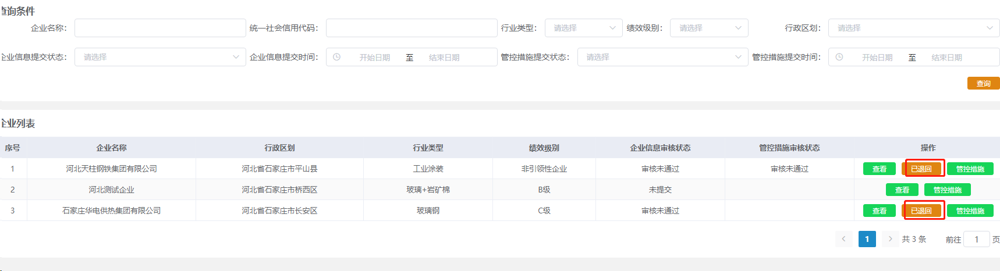 查询条件
企业名称： 统一社会信用代码： 行业类型： 请选择 绩效级别： 请选择 行政区划： 请选择
企业信息提交状态： 请选择 企业信息提交时间： 开始日期 至 结束日期 管控措施提交状态： 请选择 管控措施提交时间： 开始日期 至 结束日期
查询
企业列表
序号 企业名称 行政区划 行业类型 绩效级别 企业信息审核状态 管控措施审核状态 操作
1 河北天柱钢铁集团有限公司 河北省石家庄市平山县 工业涂装 非引领性企业 审核未通过 审核未通过 查看 已退回 管控措施
2 河北测试企业 河北省石家庄市桥西区 玻璃+岩矿棉 B级 未提交 查看 管控措施
3 石家庄华电供热集团有限公司 河北省石家庄市长安区 玻璃钢 C级 审核未通过 查看 已退回 管控措施
1 共 3 条 前往 1 页